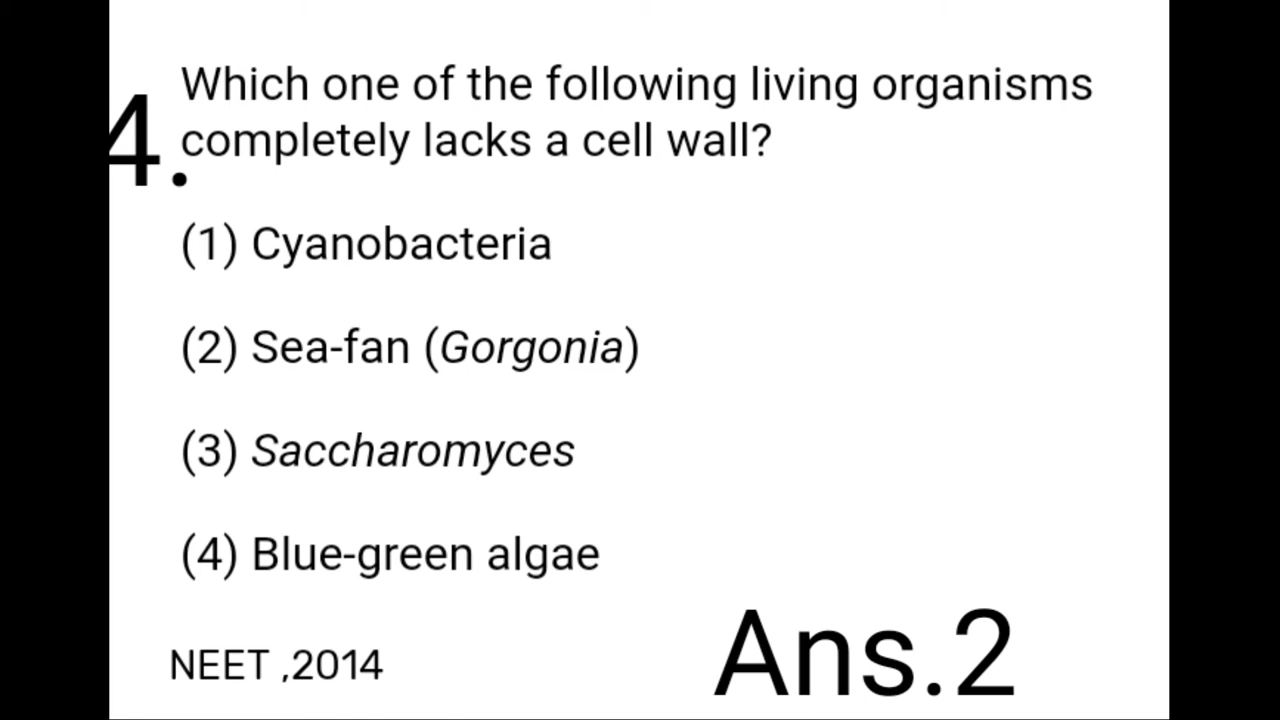 4.
Which one of the following living organisms
completely lacks a cell wall?
(1) Cyanobacteria
(2) Sea-fan (Gorgonia)
(3) Saccharomyces
(4) Blue-green algae
NEET ,2014
Ans.2